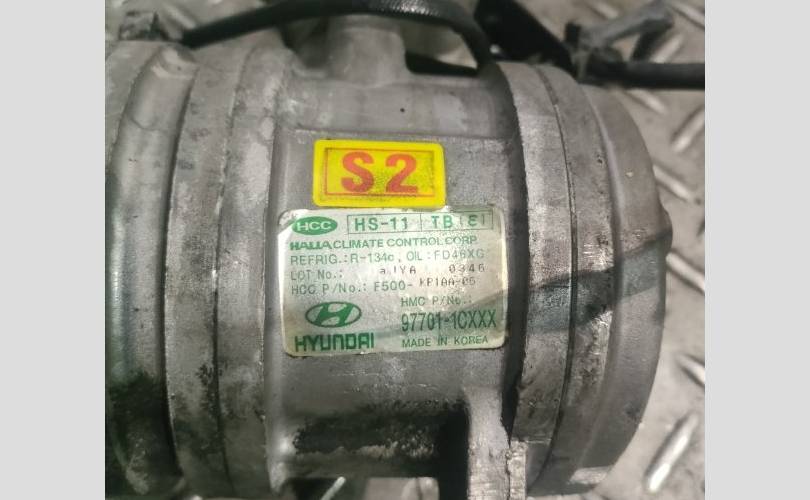 S2
HCC HS-11 TB(E)
HALLA CLIMATE CONTROL CORP.
REFRIG.:R-134a, OIL:FD46XG
LOT No.: 0346
HCC P/No.: F500-
HMC P/No.:
97701-1CXXX
HYUNDAI MADE IN KOREA